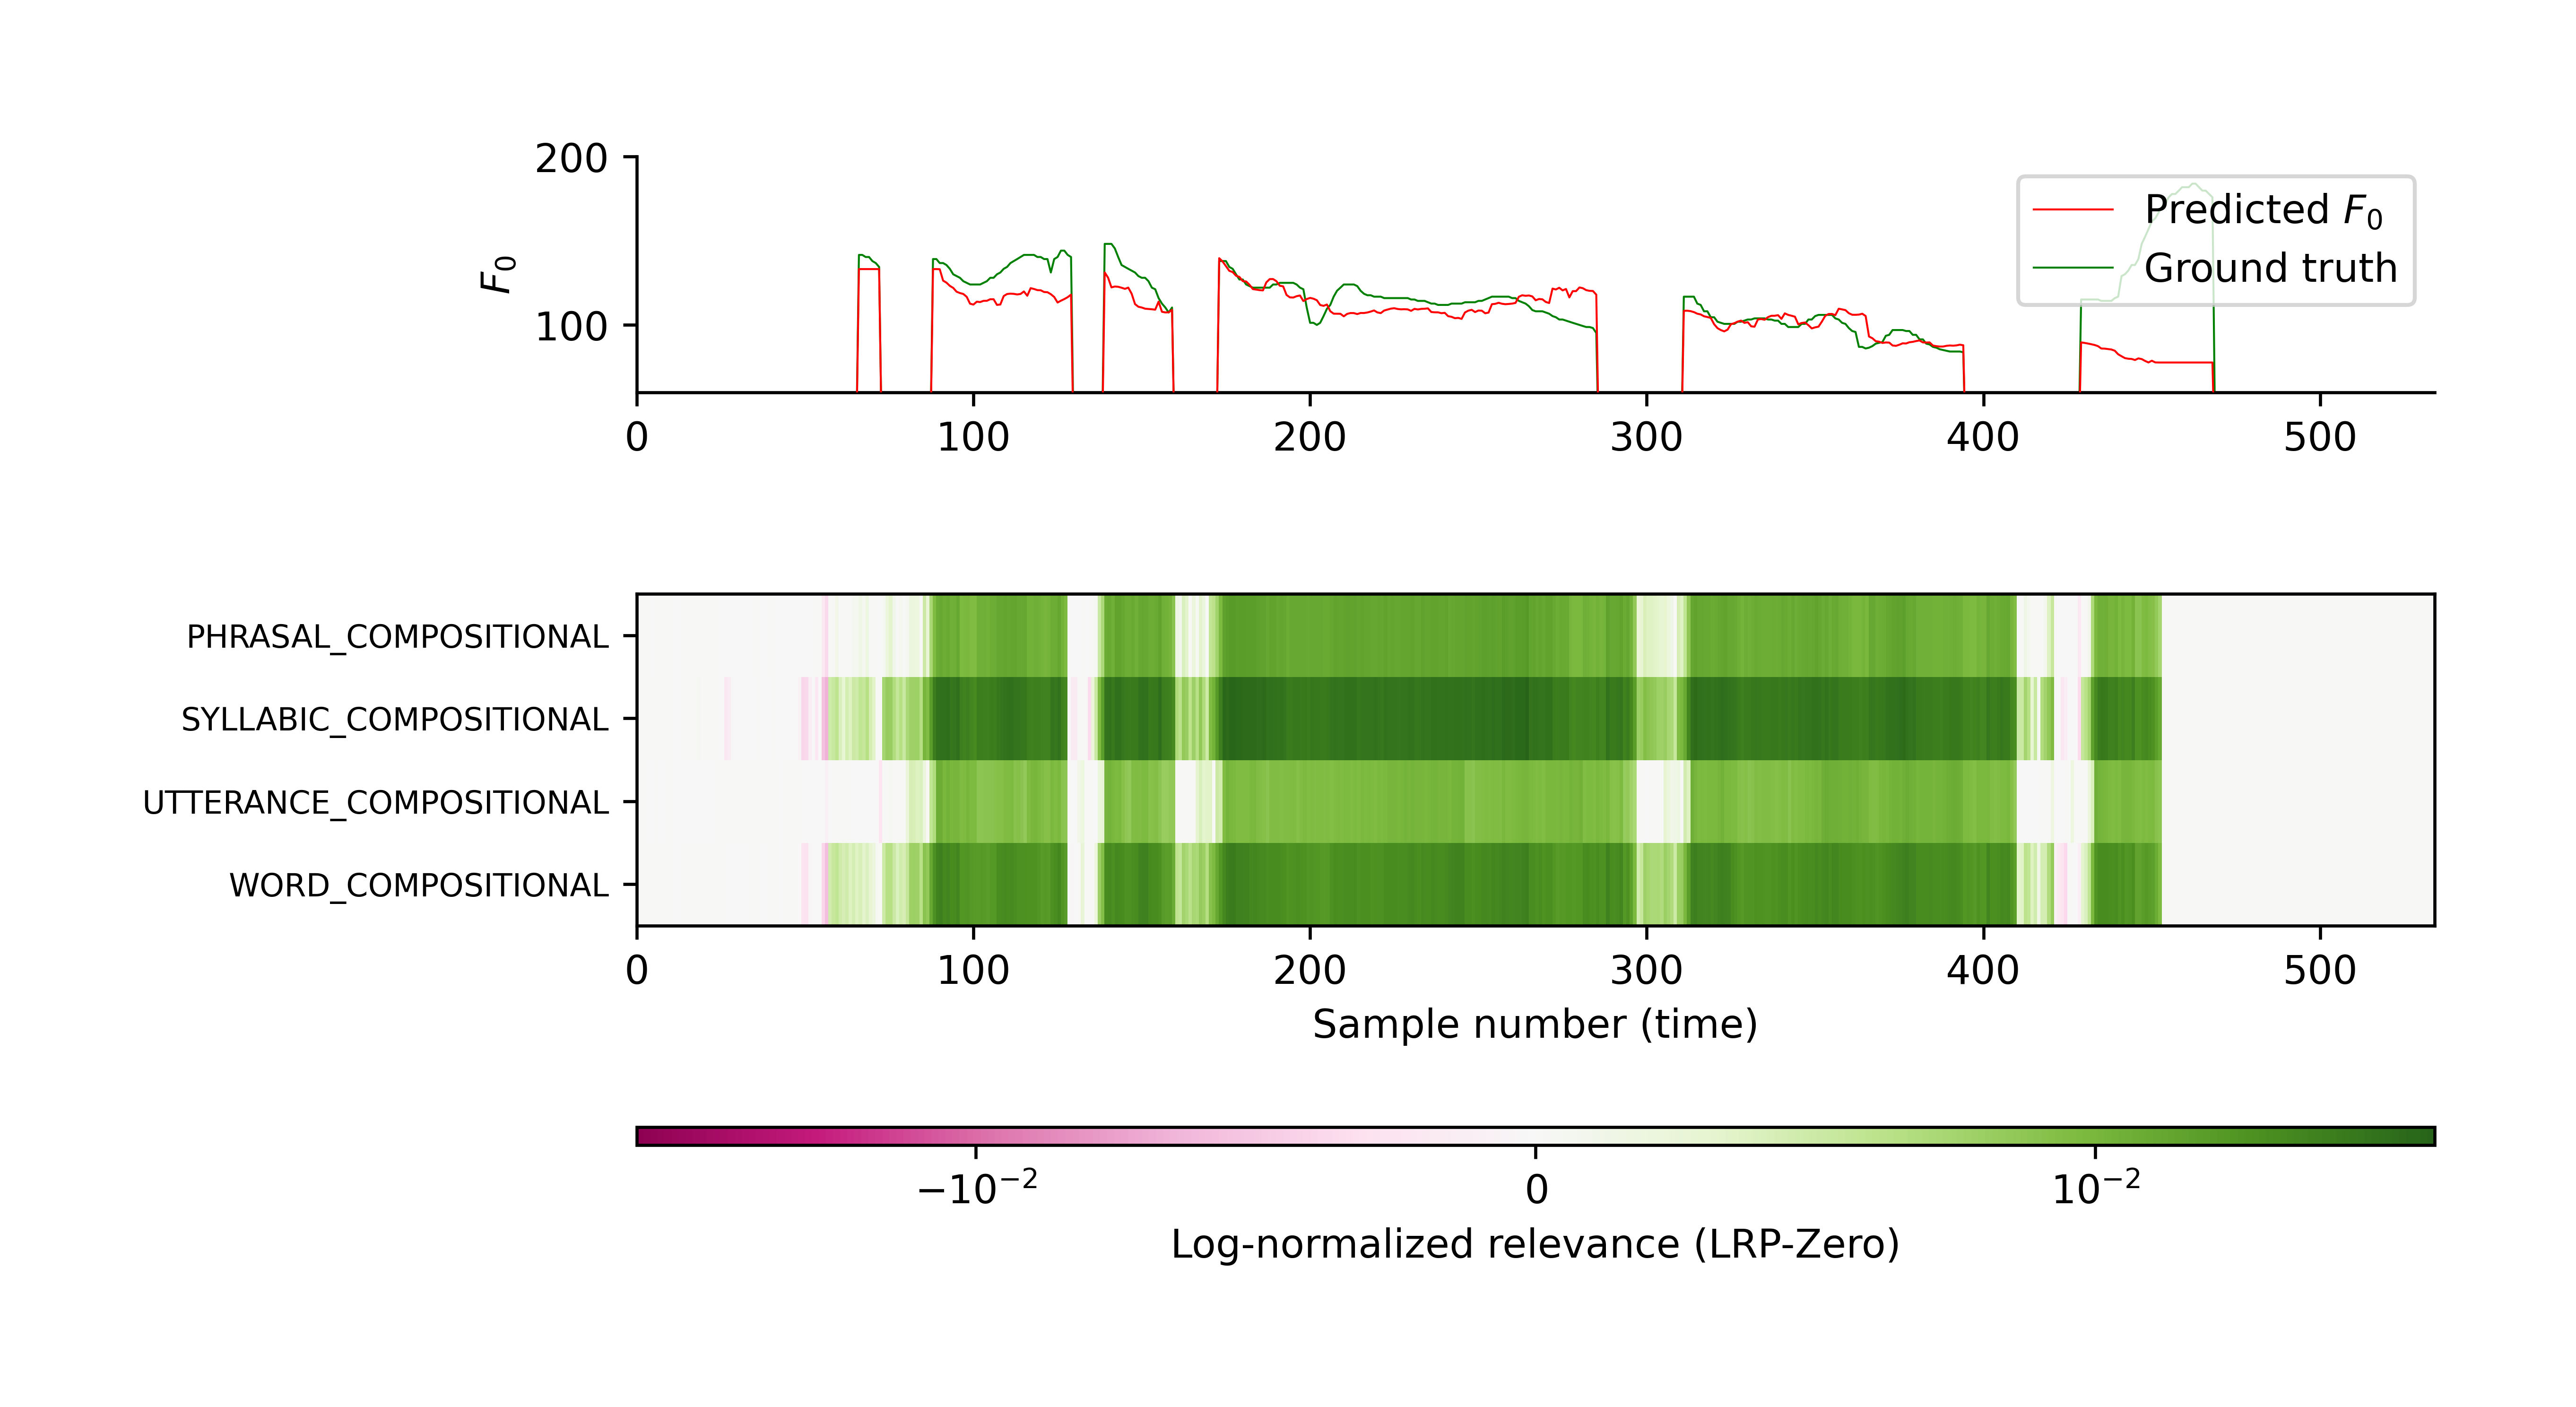 200
100
F₀
Predicted F₀
Ground truth
0 100 200 300 400 500
PHRASAL_COMPOSITIONAL
SYLLABIC_COMPOSITIONAL
UTTERANCE_COMPOSITIONAL
WORD_COMPOSITIONAL
0 100 200 300 400 500
Sample number (time)
−10⁻² 0 10⁻²
Log-normalized relevance (LRP-Zero)